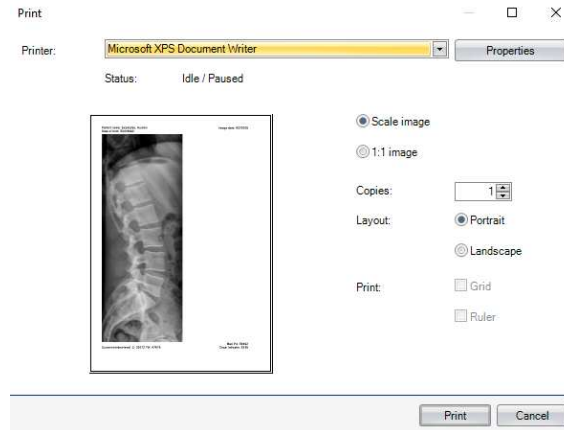 Print
Printer: Microsoft XPS Document Writer Properties
Status: Idle / Paused
Scale image
1:1 image
Copies: 1
Layout: Portrait
Landscape
Print: Grid
Ruler
Print Cancel